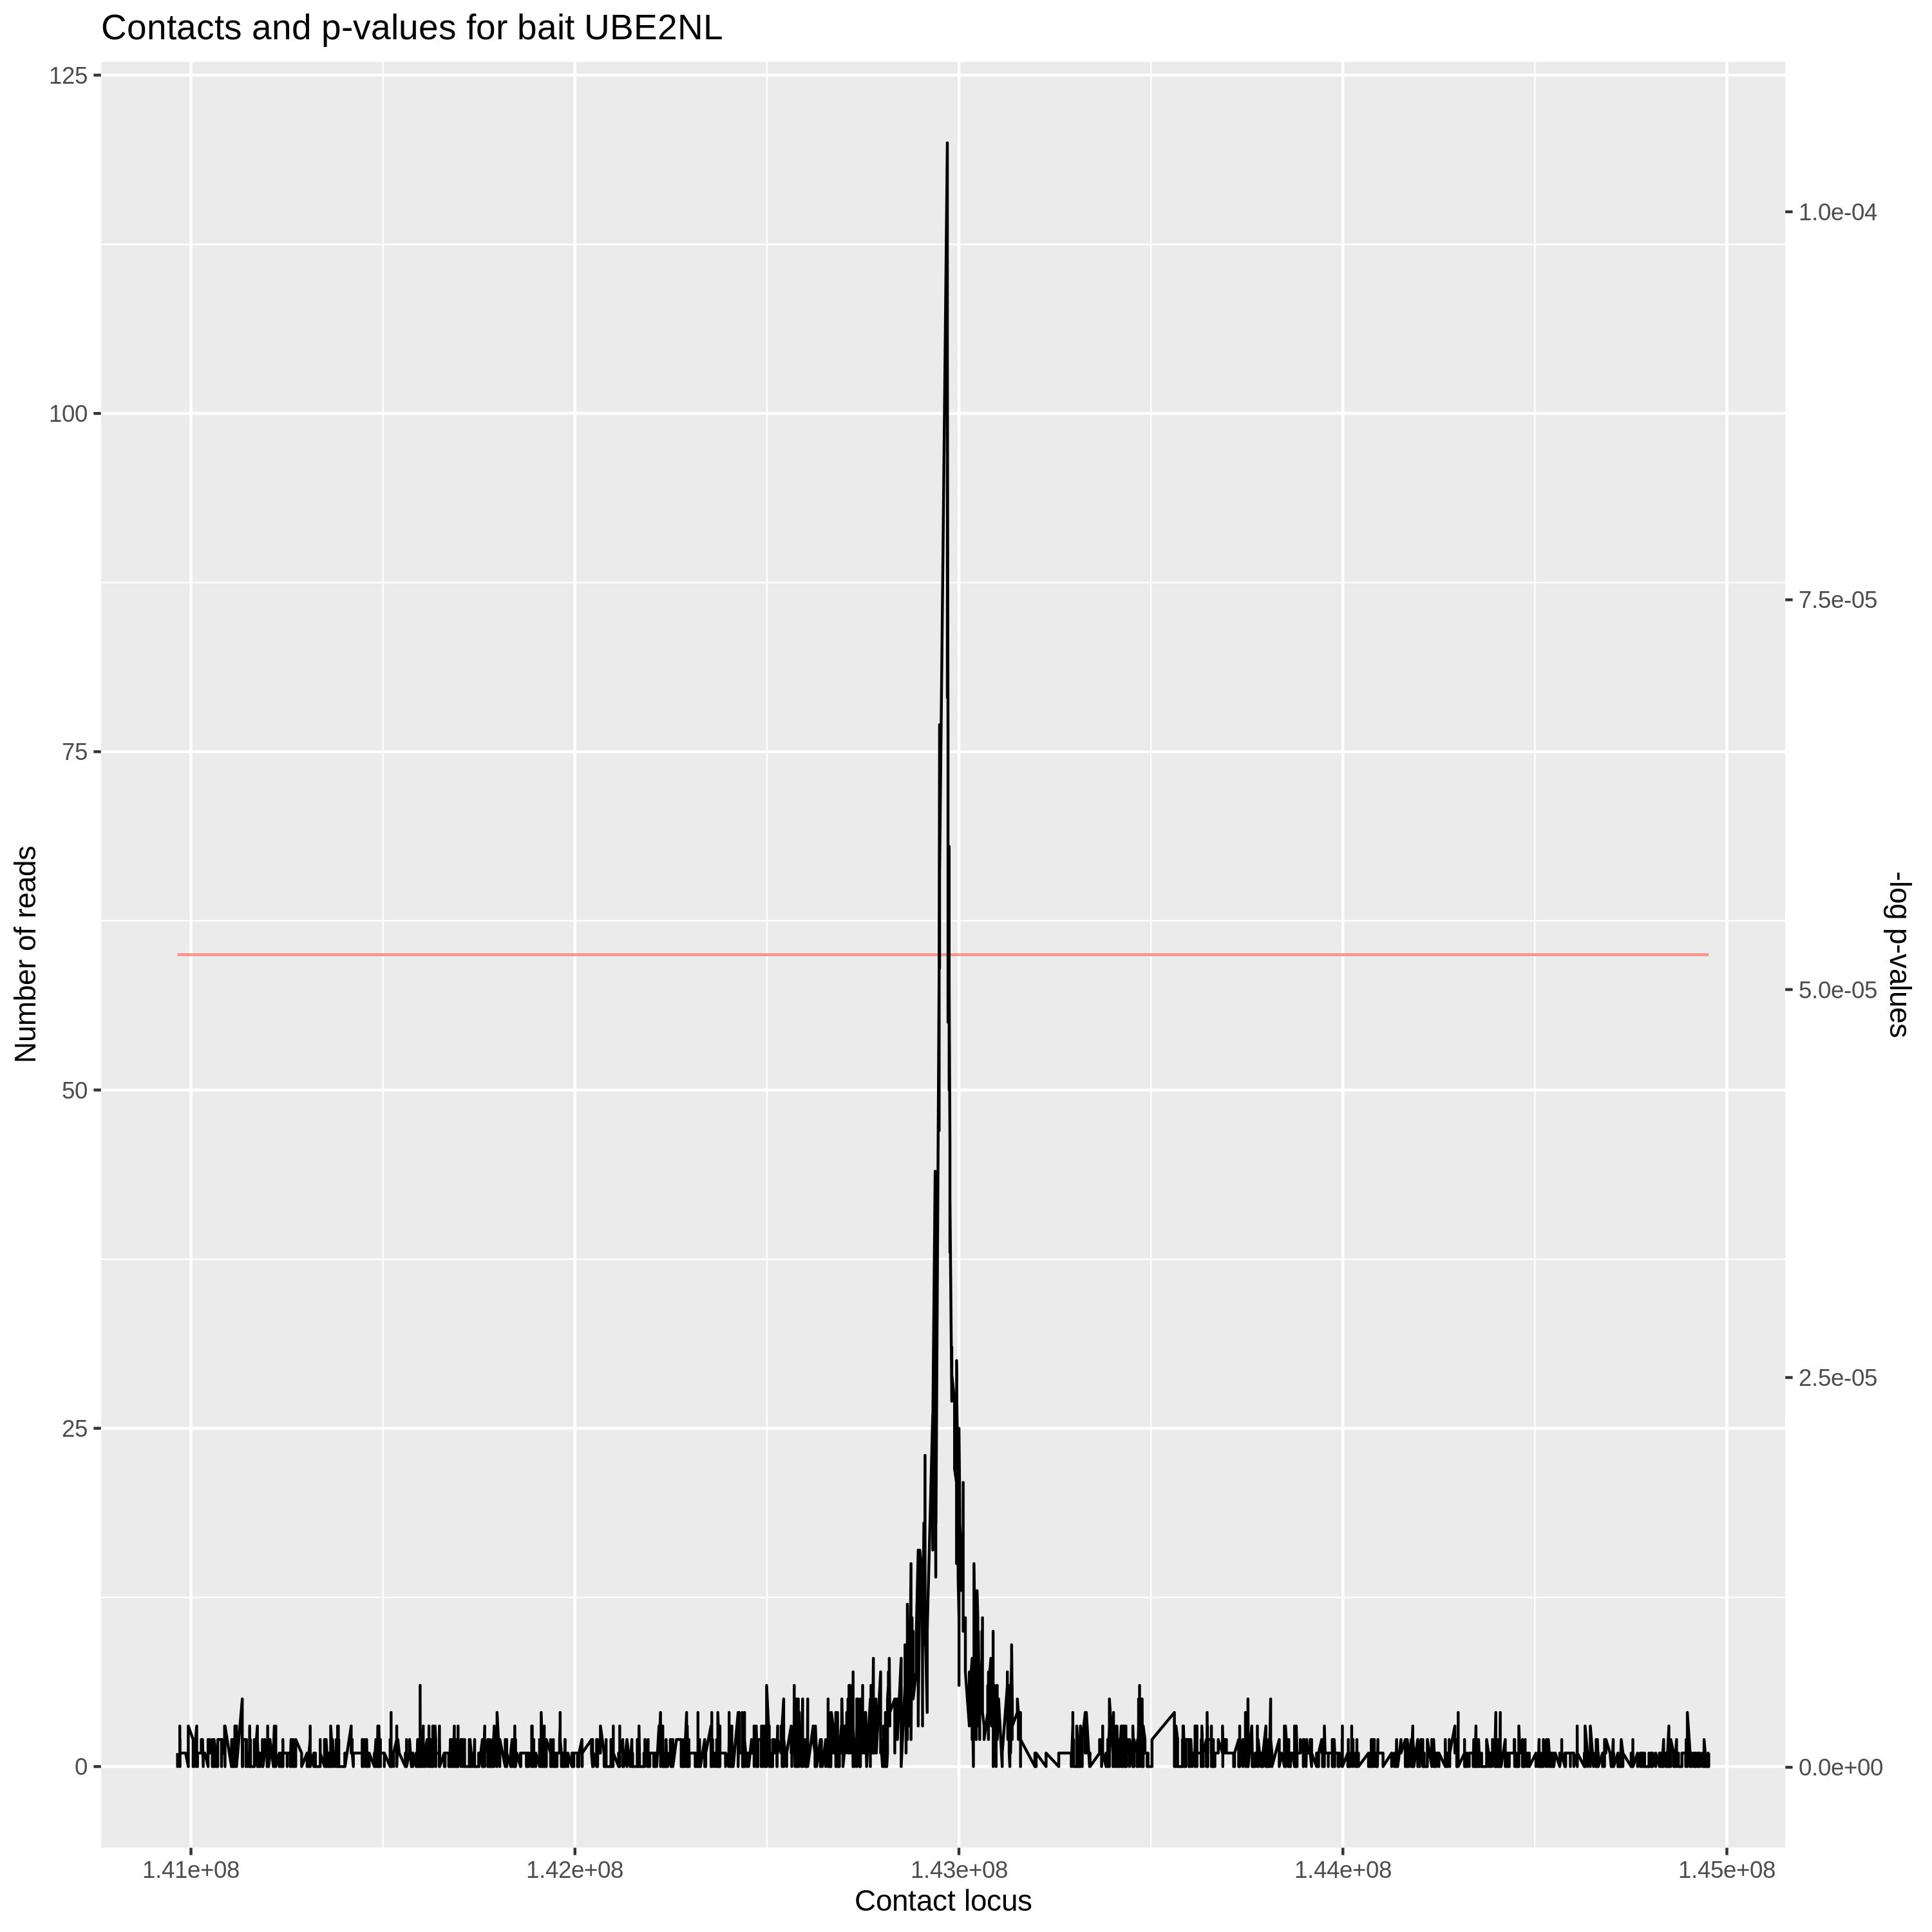 Contacts and p-values for bait UBE2NL
125
100
75
50
25
0
Number of reads
1.0e-04
7.5e-05
5.0e-05
2.5e-05
0.0e+00
-log p-values
1.41e+08
1.42e+08
1.43e+08
1.44e+08
1.45e+08
Contact locus